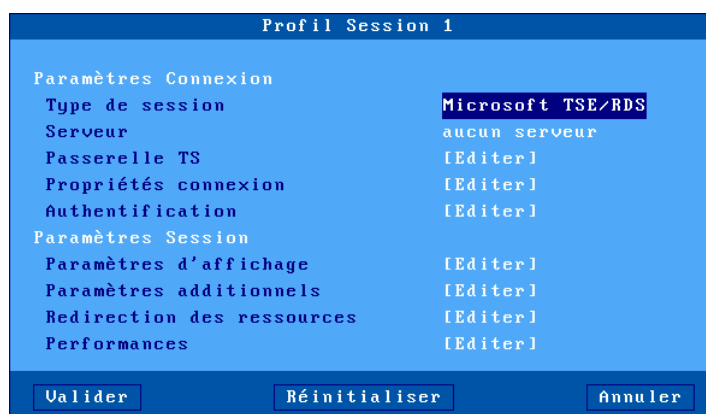 Profil Session 1
Paramètres Connexion
Type de session Microsoft TSE/RDS
Serveur aucun serveur
Passerelle TS [Editer]
Propriétés connexion [Editer]
Authentification [Editer]
Paramètres Session
Paramètres d'affichage [Editer]
Paramètres additionnels [Editer]
Redirection des ressources [Editer]
Performances [Editer]
Valider Réinitialiser Annuler